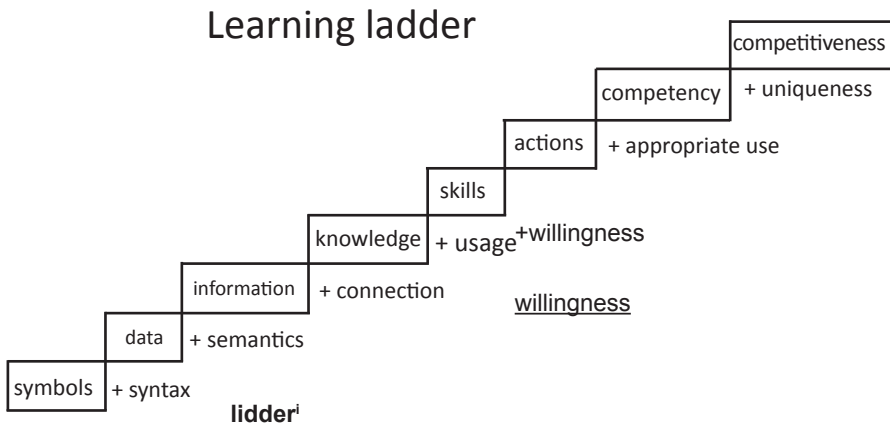 Learning ladder
competitiveness
competency + uniqueness
actions + appropriate use
skills
knowledge + usage +willingness
information + connection
willingness
data + semantics
symbols + syntax
lidderⁱ